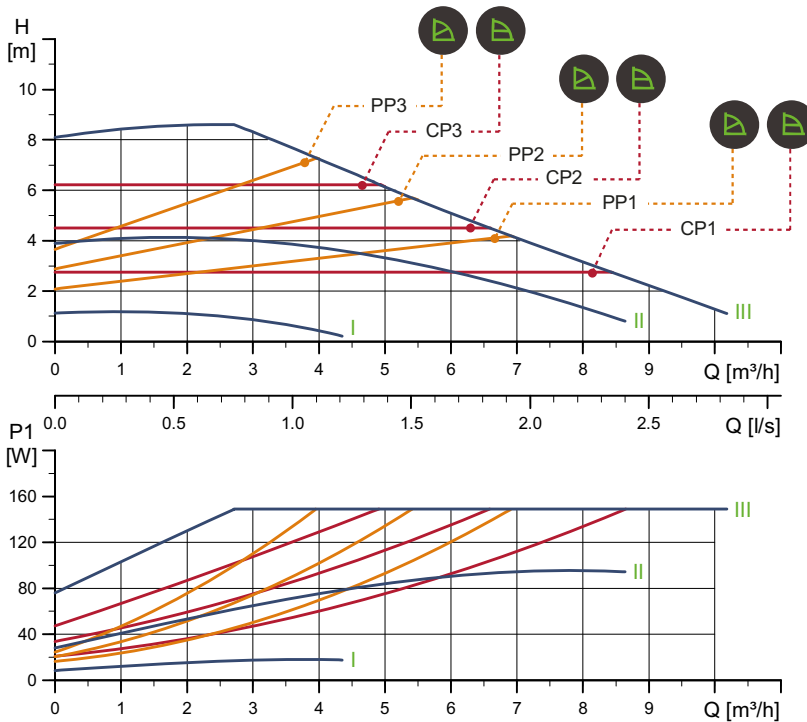 H
[m]
10
8
6
4
2
0
PP3
CP3
PP2
CP2
PP1
CP1
I
II
III
0 1 2 3 4 5 6 7 8 9 Q [m³/h]
0.0 0.5 1.0 1.5 2.0 2.5 Q [l/s]
P1
[W]
160
120
80
40
0
III
II
I
0 1 2 3 4 5 6 7 8 9 Q [m³/h]